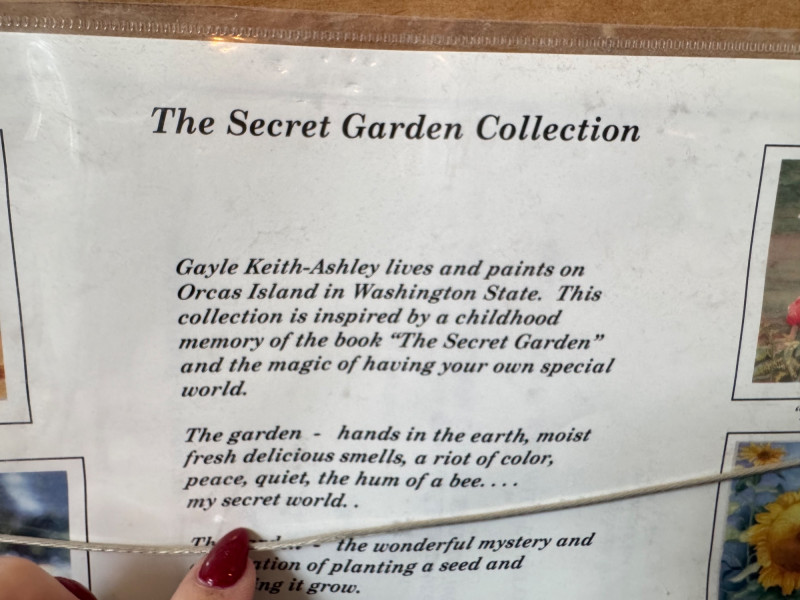 The Secret Garden Collection
Gayle Keith-Ashley lives and paints on
Orcas Island in Washington State. This
collection is inspired by a childhood
memory of the book “The Secret Garden”
and the magic of having your own special
world.
The garden - hands in the earth, moist
fresh delicious smells, a riot of color,
peace, quiet, the hum of a bee. . . .
my secret world. .
- the wonderful mystery and
of planting a seed and
it grow.